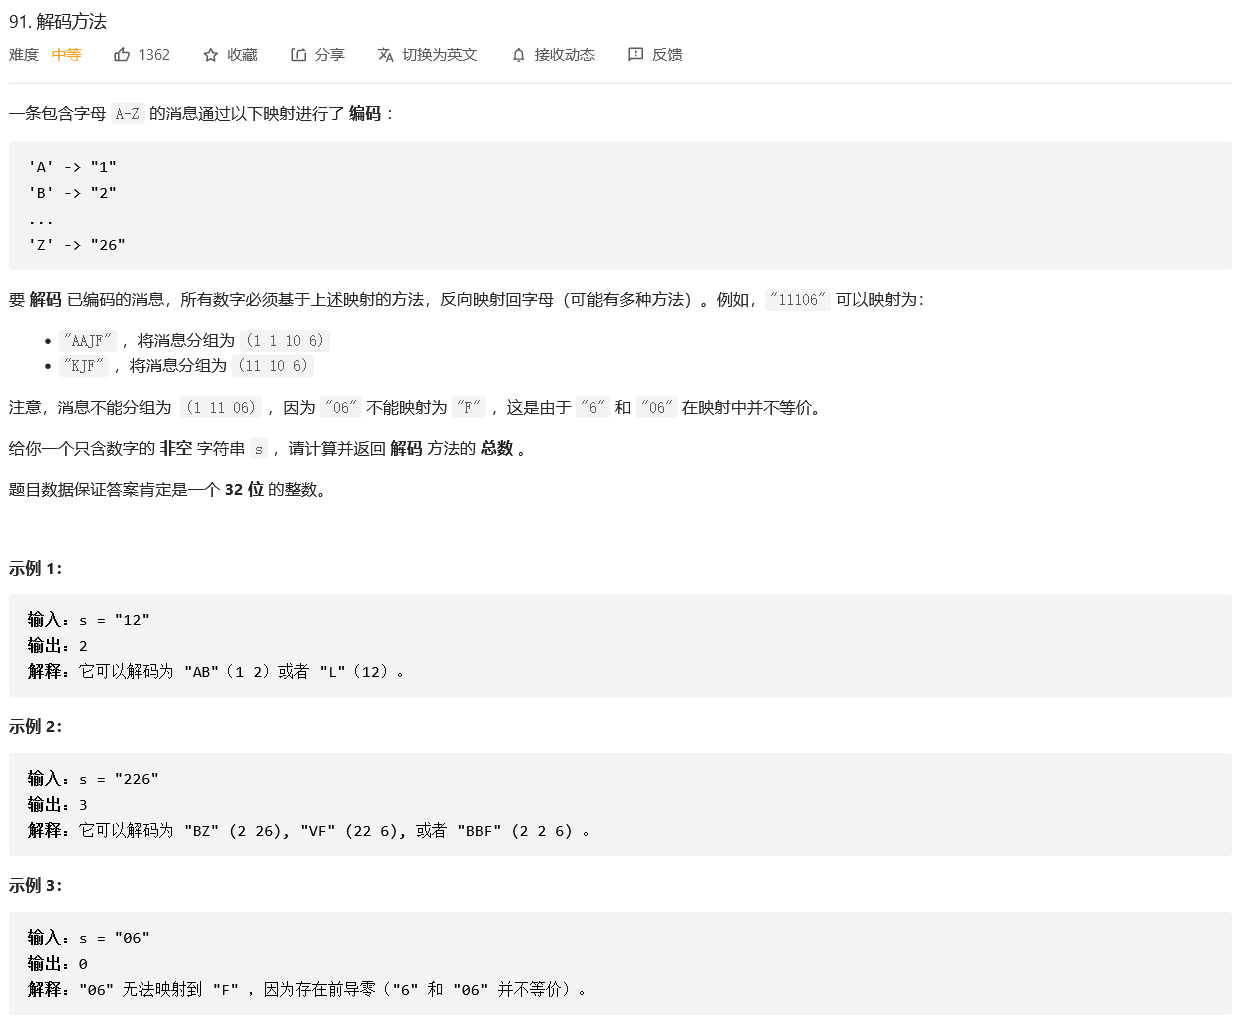 91. 解码方法
难度 中等 1362 收藏 分享 切换为英文 接收动态 反馈
一条包含字母 A-Z 的消息通过以下映射进行了 编码 ：
'A' -> "1"
'B' -> "2"
...
'Z' -> "26"
要 解码 已编码的消息，所有数字必须基于上述映射的方法，反向映射回字母（可能有多种方法）。例如，"11106" 可以映射为：
• "AAJF" ，将消息分组为 (1 1 10 6)
• "KJF" ，将消息分组为 (11 10 6)
注意，消息不能分组为 (1 11 06) ，因为 "06" 不能映射为 "F" ，这是由于 "6" 和 "06" 在映射中并不等价。
给你一个只含数字的 非空 字符串 s ，请计算并返回 解码 方法的 总数 。
题目数据保证答案肯定是一个 32 位 的整数。
示例 1：
输入：s = "12"
输出：2
解释：它可以解码为 "AB"（1 2）或者 "L"（12）。
示例 2：
输入：s = "226"
输出：3
解释：它可以解码为 "BZ" (2 26), "VF" (22 6), 或者 "BBF" (2 2 6) 。
示例 3：
输入：s = "06"
输出：0
解释："06" 无法映射到 "F" ，因为存在前导零（"6" 和 "06" 并不等价）。